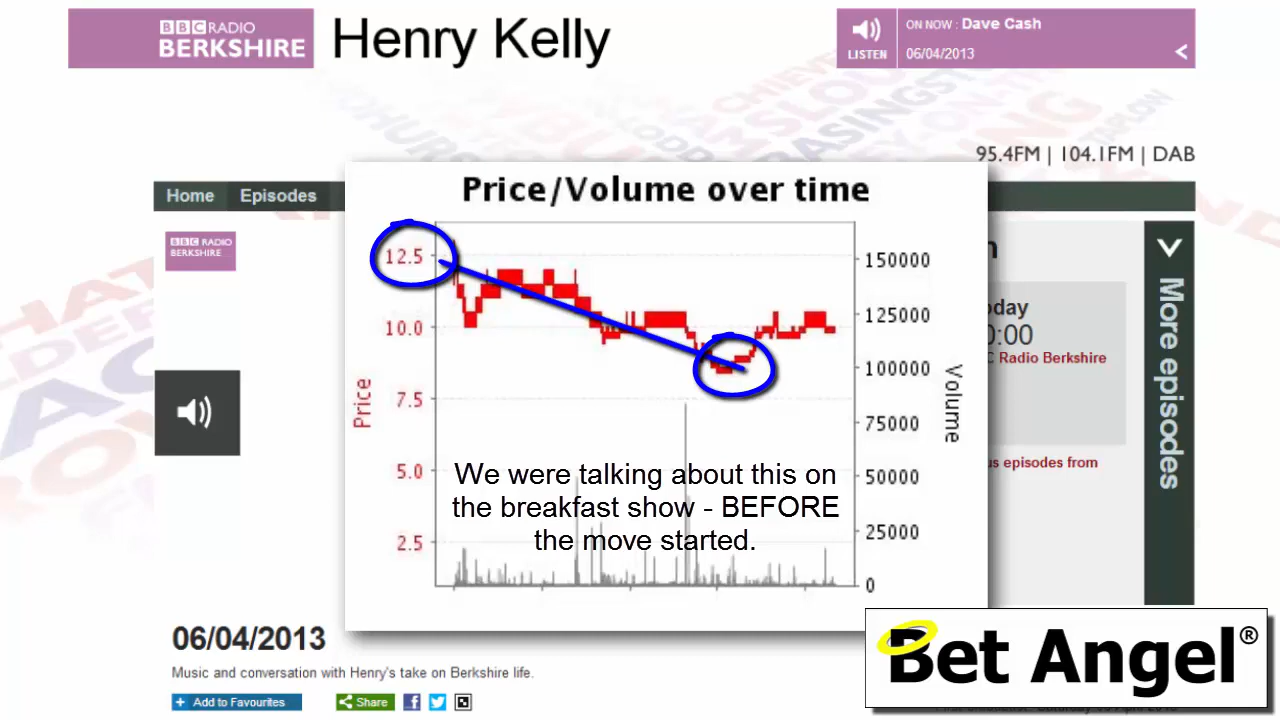 BBC RADIO
BERKSHIRE
Henry Kelly
LISTEN
ON NOW : Dave Cash
06/04/2013
95.4FM | 104.1FM | DAB
Home
Episodes
BBC RADIO
BERKSHIRE
Price/Volume over time
12.5
10.0
7.5
5.0
2.5
Price
150000
125000
100000
75000
50000
25000
0
Volume
We were talking about this on
the breakfast show - BEFORE
the move started.
Radio Berkshire
episodes from
More episodes
06/04/2013
Music and conversation with Henry's take on Berkshire life.
Add to Favourites
Share
Bet Angel®